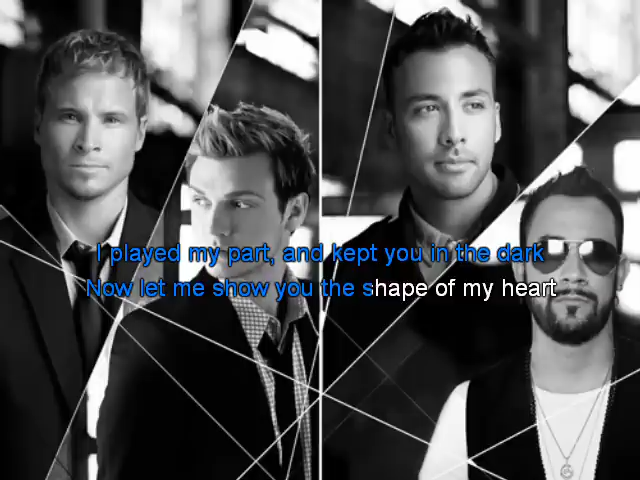 I played my part, and kept you in the dark
Now let me show you the shape of my heart